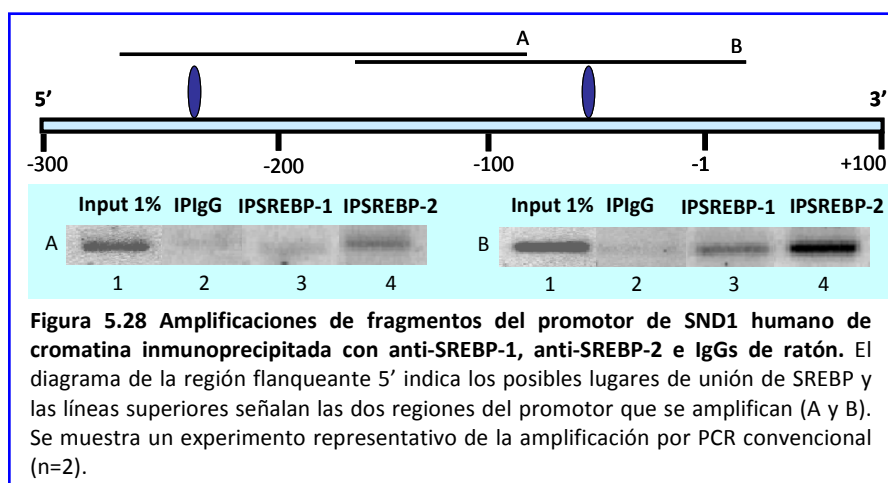 A
B
5’
3’
-300
-200
-100
-1
+100
Input 1% IPIgG IPSREBP-1 IPSREBP-2
A
1 2 3 4
Input 1% IPIgG IPSREBP-1 IPSREBP-2
B
1 2 3 4
Figura 5.28 Amplificaciones de fragmentos del promotor de SND1 humano de
cromatina inmunoprecipitada con anti-SREBP-1, anti-SREBP-2 e IgGs de ratón. El
diagrama de la región flanqueante 5’ indica los posibles lugares de unión de SREBP y
las líneas superiores señalan las dos regiones del promotor que se amplifican (A y B).
Se muestra un experimento representativo de la amplificación por PCR convencional
(n=2).